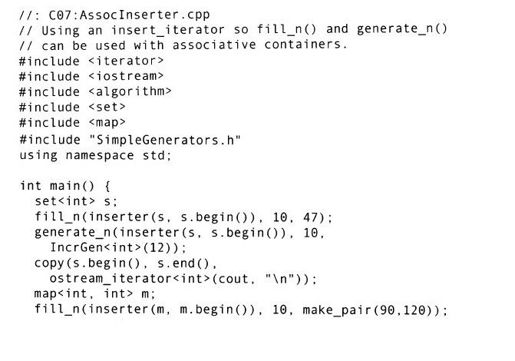 //: C07:AssocInserter.cpp
// Using an insert_iterator so fill_n() and generate_n()
// can be used with associative containers.
#include <iterator>
#include <iostream>
#include <algorithm>
#include <set>
#include <map>
#include "SimpleGenerators.h"
using namespace std;
int main() {
set<int> s;
fill_n(inserter(s, s.begin()), 10, 47);
generate_n(inserter(s, s.begin()), 10,
IncrGen<int>(12));
copy(s.begin(), s.end(),
ostream_iterator<int>(cout, "\n"));
map<int, int> m;
fill_n(inserter(m, m.begin()), 10, make_pair(90,120));